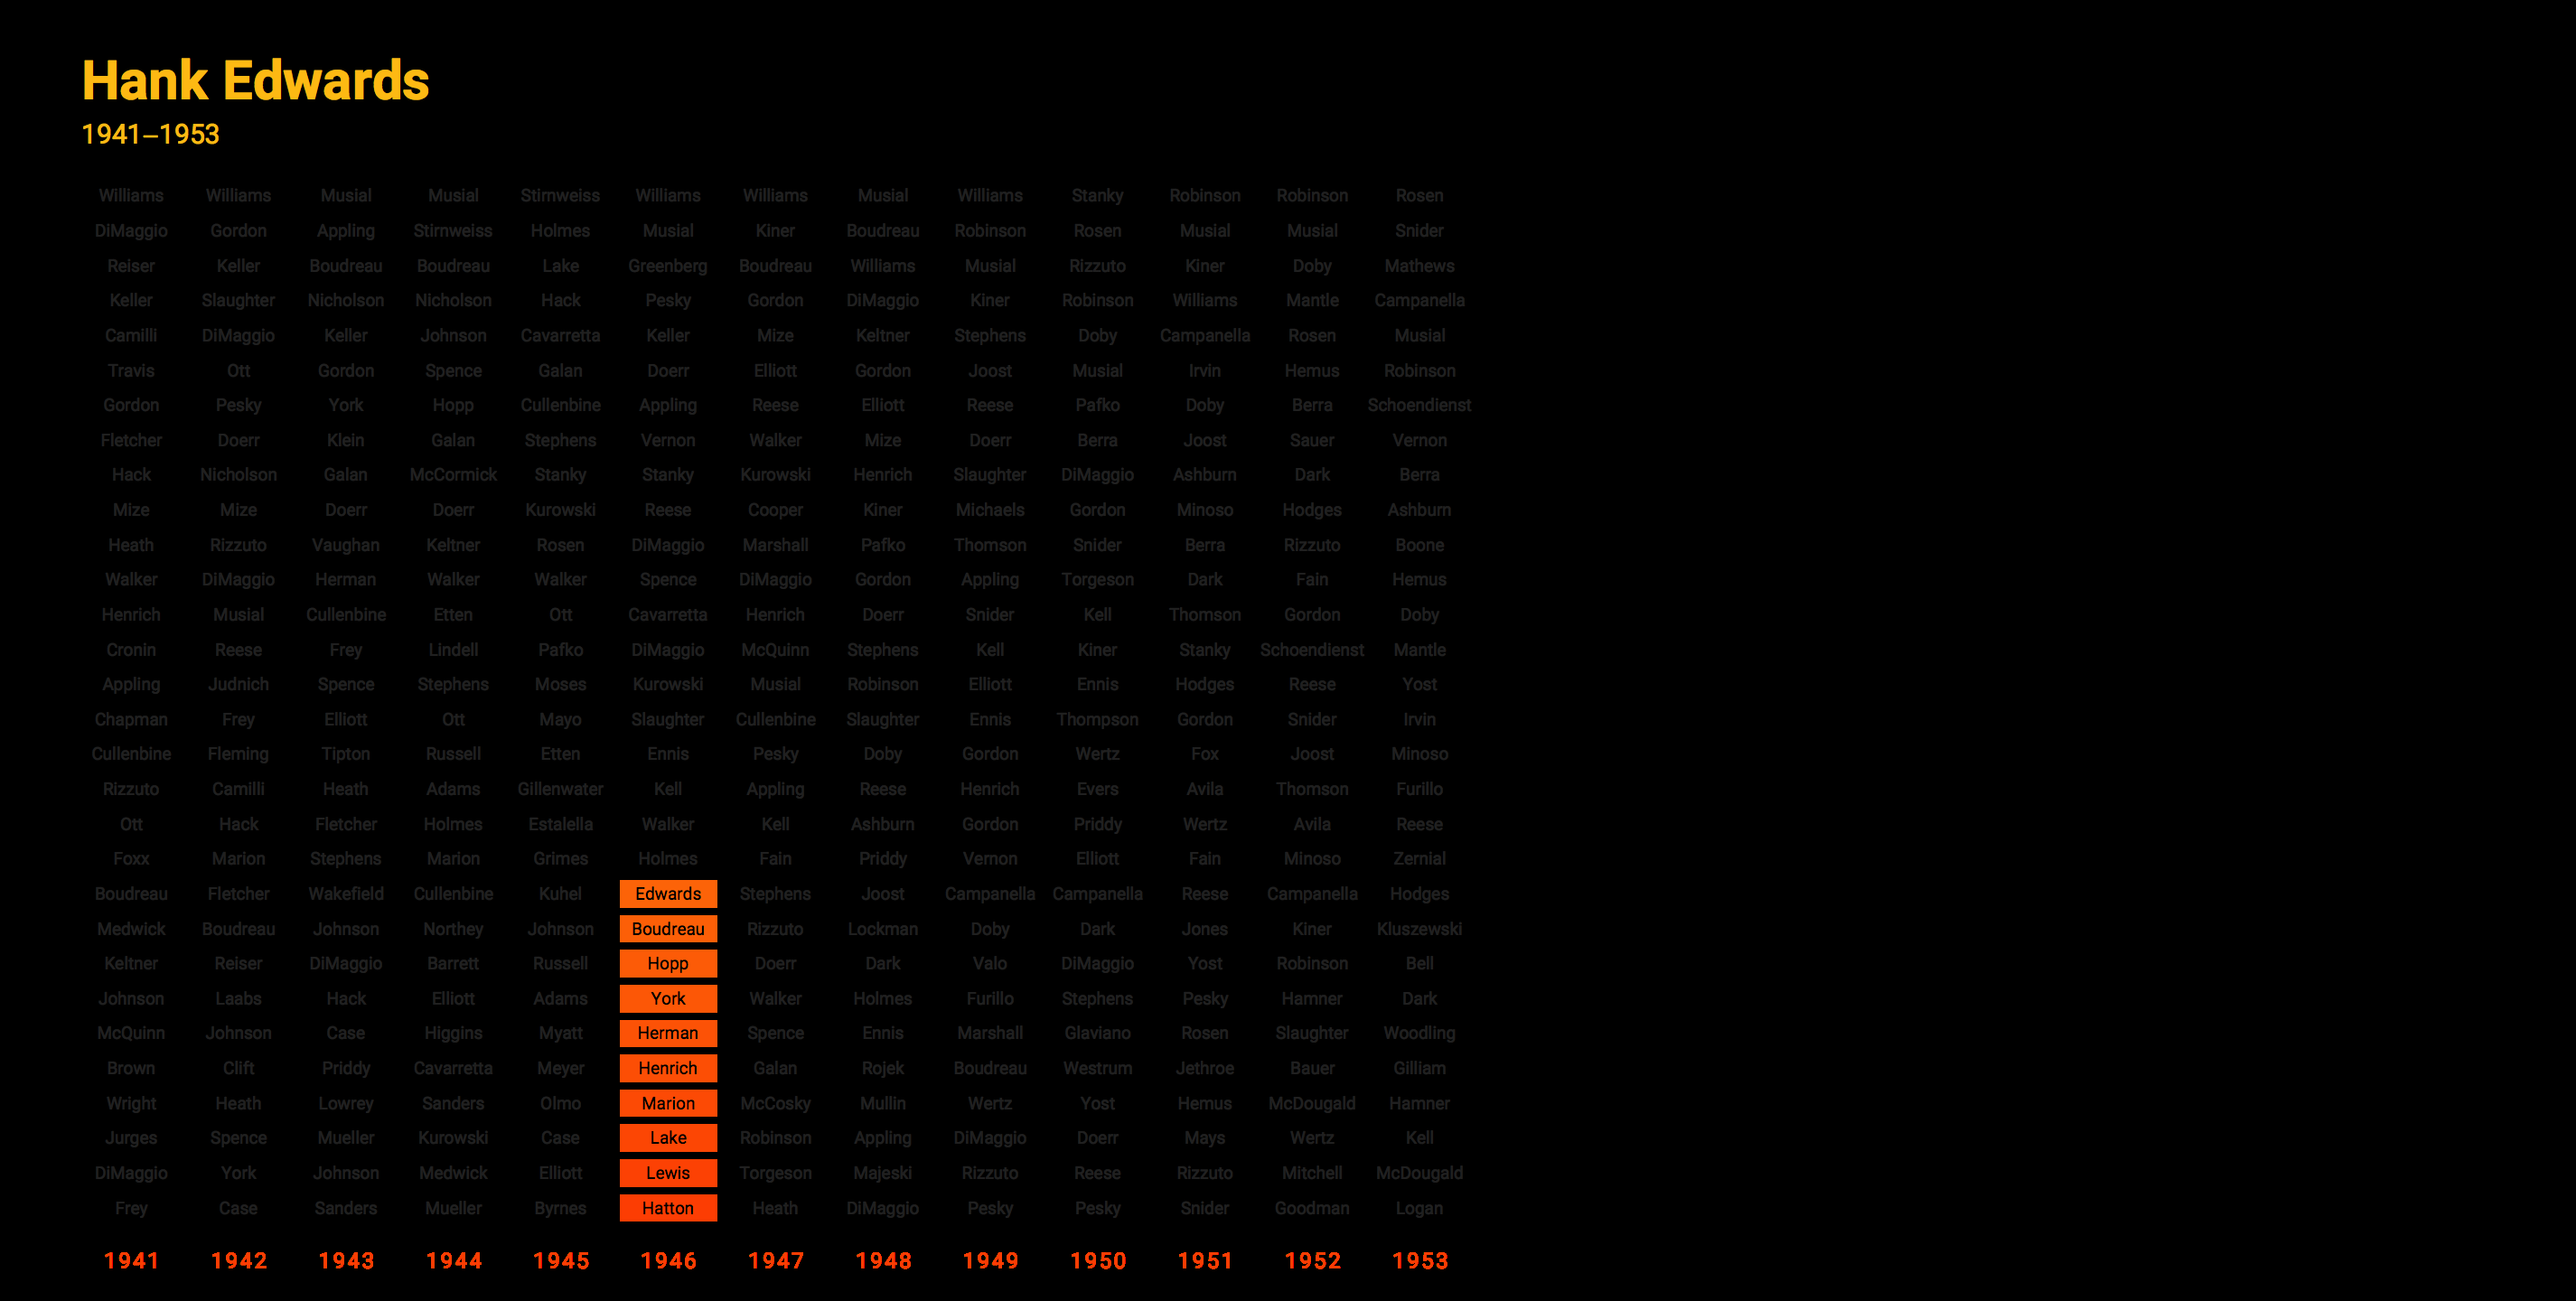 Hank Edwards
1941–1953
Williams Williams Musial Musial Stirnweiss Williams Williams Musial Williams Stanky Robinson Robinson Rosen
DiMaggio Gordon Appling Stirnweiss Holmes Musial Kiner Boudreau Robinson Rosen Musial Musial Snider
Reiser Keller Boudreau Boudreau Lake Greenberg Boudreau Williams Musial Rizzuto Kiner Doby Mathews
Keller Slaughter Nicholson Nicholson Hack Pesky Gordon DiMaggio Kiner Robinson Williams Mantle Campanella
Camilli DiMaggio Keller Johnson Cavarretta Keller Mize Keltner Stephens Doby Campanella Rosen Musial
Travis Ott Gordon Spence Galan Doerr Elliott Gordon Joost Musial Irvin Hemus Robinson
Gordon Pesky York Hopp Cullenbine Appling Reese Elliott Reese Pafko Doby Berra Schoendienst
Fletcher Doerr Klein Galan Stephens Vernon Walker Mize Doerr Berra Joost Sauer Vernon
Hack Nicholson Galan McCormick Stanky Stanky Kurowski Henrich Slaughter DiMaggio Ashburn Dark Berra
Mize Mize Doerr Doerr Kurowski Reese Cooper Kiner Michaels Gordon Minoso Hodges Ashburn
Heath Rizzuto Vaughan Keltner Rosen DiMaggio Marshall Pafko Thomson Snider Berra Rizzuto Boone
Walker DiMaggio Herman Walker Walker Spence DiMaggio Gordon Appling Torgeson Dark Fain Hemus
Henrich Musial Cullenbine Etten Ott Cavarretta Henrich Doerr Snider Kell Thomson Gordon Doby
Cronin Reese Frey Lindell Pafko DiMaggio McQuinn Stephens Kell Kiner Stanky Schoendienst Mantle
Appling Judnich Spence Stephens Moses Kurowski Musial Robinson Elliott Ennis Hodges Reese Yost
Chapman Frey Elliott Ott Mayo Slaughter Cullenbine Slaughter Ennis Thompson Gordon Snider Irvin
Cullenbine Fleming Tipton Russell Etten Ennis Pesky Doby Gordon Wertz Fox Joost Minoso
Rizzuto Camilli Heath Adams Gillenwater Kell Appling Reese Henrich Evers Avila Thomson Furillo
Ott Hack Fletcher Holmes Estalella Walker Kell Ashburn Gordon Priddy Wertz Avila Reese
Foxx Marion Stephens Marion Grimes Holmes Fain Priddy Vernon Elliott Fain Minoso Zernial
Boudreau Fletcher Wakefield Cullenbine Kuhel Edwards Stephens Joost Campanella Campanella Reese Campanella Hodges
Medwick Boudreau Johnson Northey Johnson Boudreau Rizzuto Lockman Doby Dark Jones Kiner Kluszewski
Keltner Reiser DiMaggio Barrett Russell Hopp Doerr Dark Valo DiMaggio Yost Robinson Bell
Johnson Laabs Hack Elliott Adams York Walker Holmes Furillo Stephens Pesky Hamner Dark
McQuinn Johnson Case Higgins Myatt Herman Spence Ennis Marshall Glaviano Rosen Slaughter Woodling
Brown Clift Priddy Cavarretta Meyer Henrich Galan Rojek Boudreau Westrum Jethroe Bauer Gilliam
Wright Heath Lowrey Sanders Olmo Marion McCosky Mullin Wertz Yost Hemus McDougald Hamner
Jurges Spence Mueller Kurowski Case Lake Robinson Appling DiMaggio Doerr Mays Wertz Kell
DiMaggio York Johnson Medwick Elliott Lewis Torgeson Majeski Rizzuto Reese Rizzuto Mitchell McDougald
Frey Case Sanders Mueller Byrnes Hatton Heath DiMaggio Pesky Pesky Snider Goodman Logan
1941 1942 1943 1944 1945 1946 1947 1948 1949 1950 1951 1952 1953